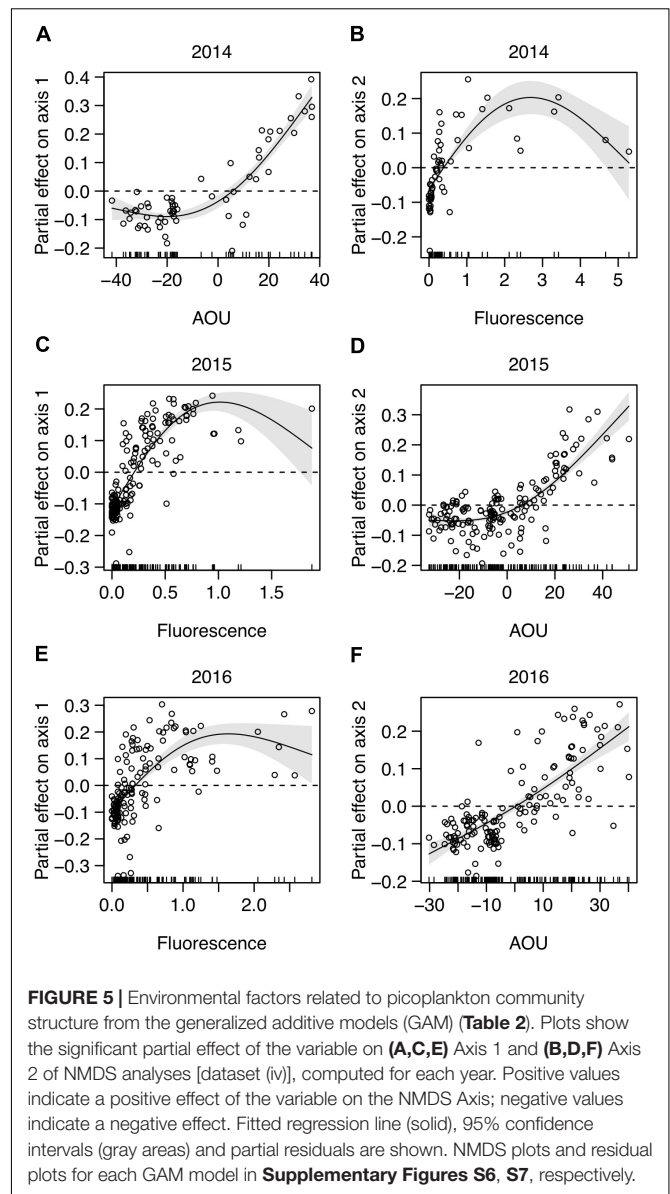 A
2014
Partial effect on axis 1
0.4
0.3
0.2
0.1
0.0
−0.1
−0.2
−40
−20
0
20
40
AOU
B
2014
Partial effect on axis 2
0.2
0.1
0.0
−0.1
−0.2
0
1
2
3
4
5
Fluorescence
C
2015
Partial effect on axis 1
0.2
0.1
0.0
−0.1
−0.2
−0.3
0.0
0.5
1.0
1.5
Fluorescence
D
2015
Partial effect on axis 2
0.3
0.2
0.1
0.0
−0.1
−0.2
−20
0
20
40
AOU
E
2016
Partial effect on axis 1
0.3
0.2
0.1
0.0
−0.1
−0.2
−0.3
0.0
1.0
2.0
Fluorescence
F
2016
Partial effect on axis 2
0.2
0.1
0.0
−0.1
−0.2
−30
−10
10
30
AOU
FIGURE 5 | Environmental factors related to picoplankton community
structure from the generalized additive models (GAM) (Table 2). Plots show
the significant partial effect of the variable on (A,C,E) Axis 1 and (B,D,F) Axis
2 of NMDS analyses [dataset (iv)], computed for each year. Positive values
indicate a positive effect of the variable on the NMDS Axis; negative values
indicate a negative effect. Fitted regression line (solid), 95% confidence
intervals (gray areas) and partial residuals are shown. NMDS plots and residual
plots for each GAM model in Supplementary Figures S6, S7, respectively.